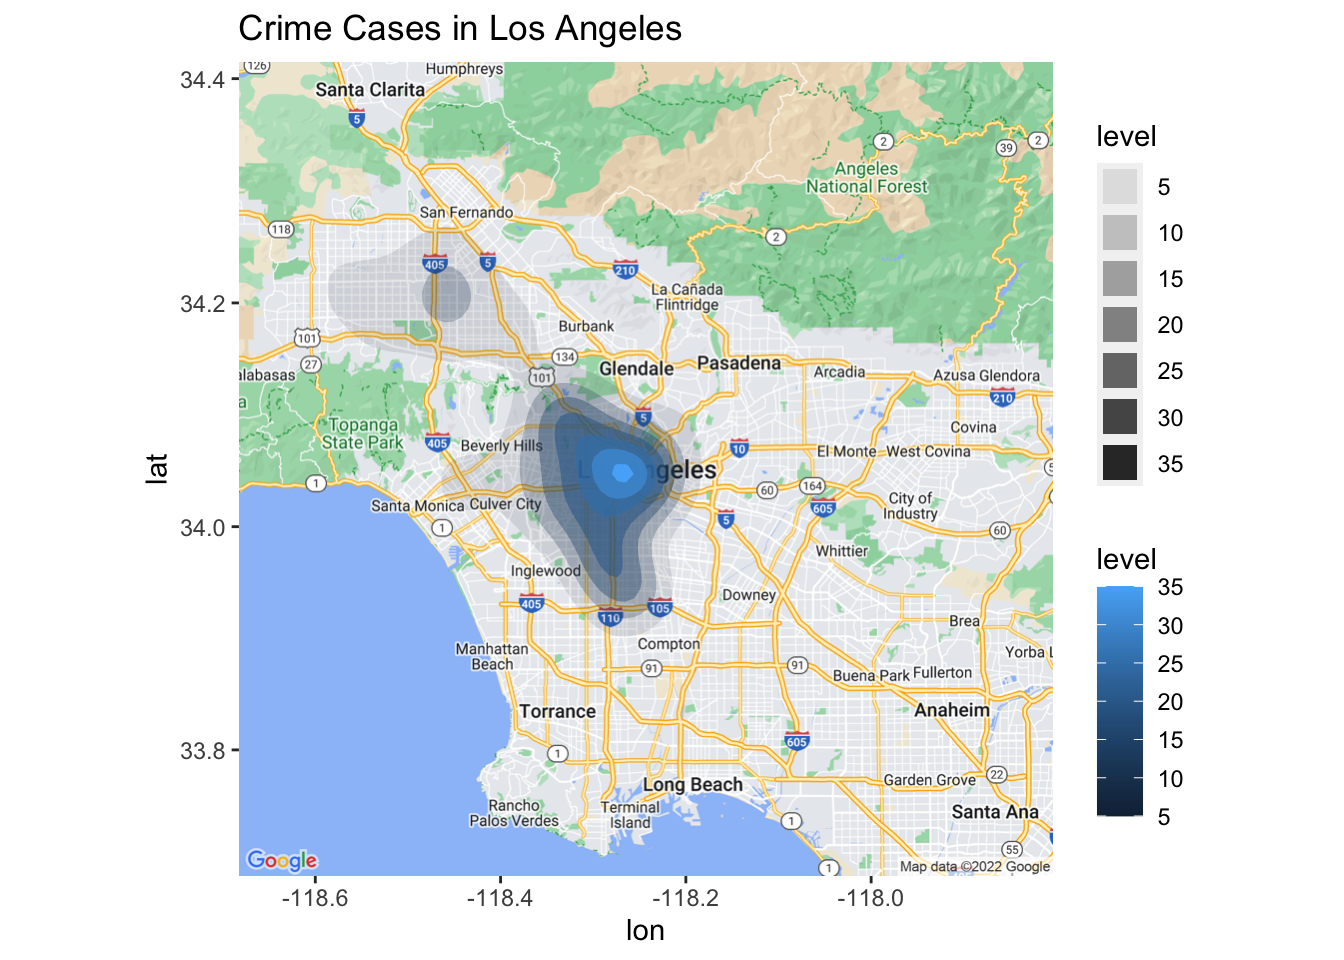 Crime Cases in Los Angeles
126
Humphreys
34.4
Santa Clarita
5
level
2
39
2
Angeles
National Forest
5
10
15
20
25
30
35
San Fernando
118
2
405
5
210
La Cañada
Flintridge
34.2
Burbank
101
134
27
Glendale
Pasadena
alabasas
101
Arcadia
Azusa
Glendora
210
a
5
Topanga
State Park
Covina
405
Beverly Hills
10
El Monte
West Covina
geles
lat
1
60
164
City of
Industry
Santa Monica
Culver City
605
5
34.0
1
60
Whittier
level
Inglewood
35
30
25
20
15
10
5
Downey
405
110
105
Brea
Compton
Manhattan
Beach
Yorba L
91
91
Buena Park
Fullerton
Torrance
Anaheim
605
33.8
1
22
Garden Grove
Long Beach
Rancho
Palos Verdes
Terminal
Island
Santa Ana
1
55
Google
1
Map data ©2022 Google
-118.6
-118.4
-118.2
-118.0
lon